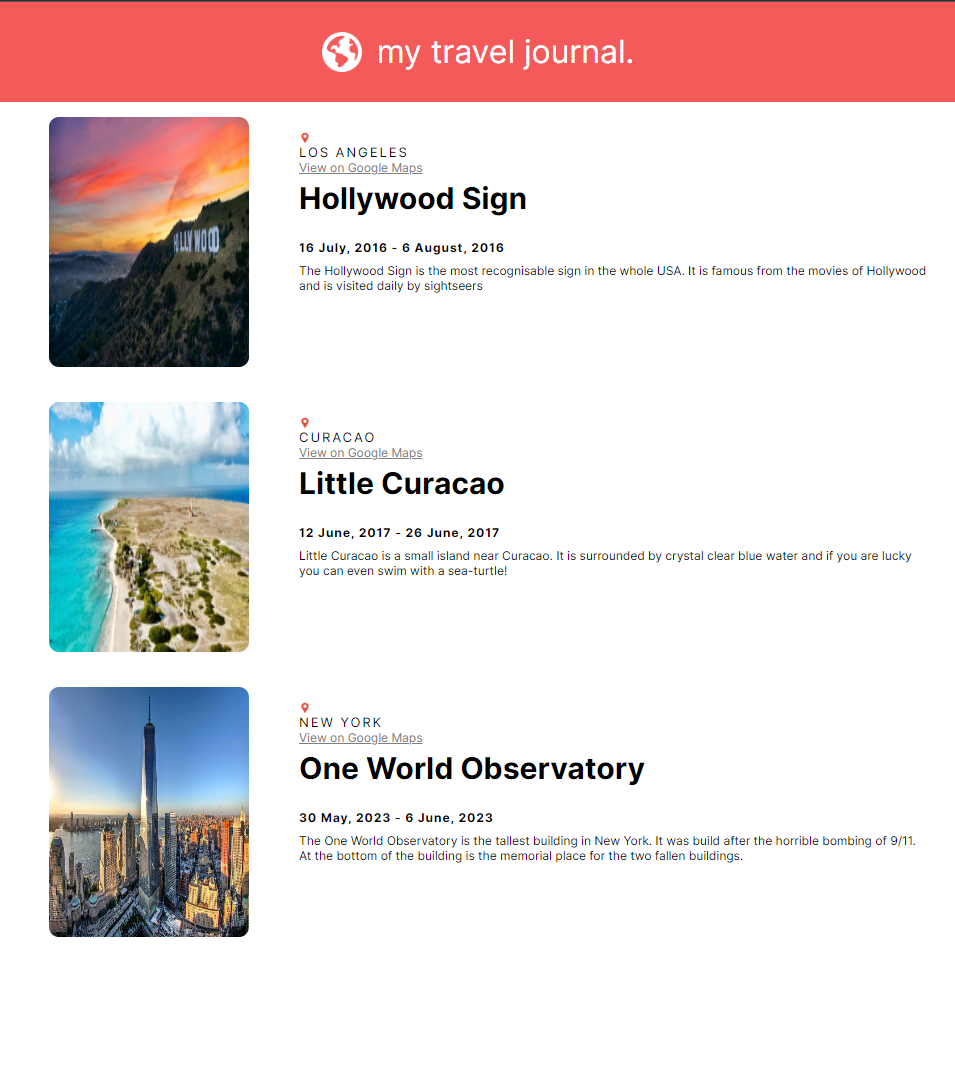 my travel journal.
LOS ANGELES
View on Google Maps
Hollywood Sign
16 July, 2016 - 6 August, 2016
The Hollywood Sign is the most recognisable sign in the whole USA. It is famous from the movies of Hollywood
and is visited daily by sightseers
HOLLYWOOD
CURACAO
View on Google Maps
Little Curacao
12 June, 2017 - 26 June, 2017
Little Curacao is a small island near Curacao. It is surrounded by crystal clear blue water and if you are lucky
you can even swim with a sea-turtle!
NEW YORK
View on Google Maps
One World Observatory
30 May, 2023 - 6 June, 2023
The One World Observatory is the tallest building in New York. It was build after the horrible bombing of 9/11.
At the bottom of the building is the memorial place for the two fallen buildings.